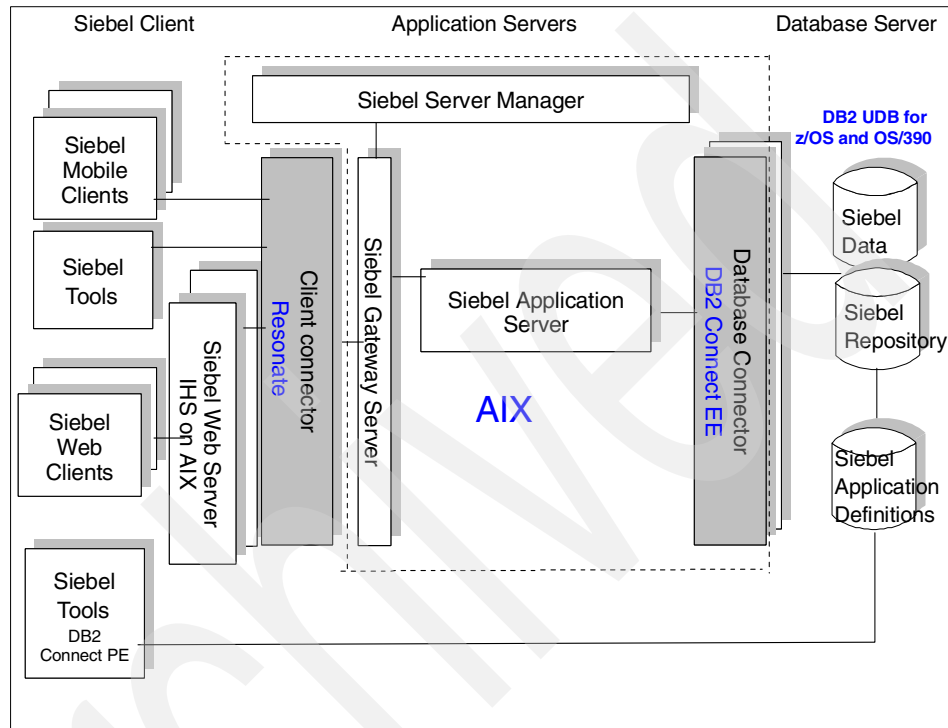 Siebel Client
Application Servers
Database Server
Siebel Server Manager
DB2 UDB for
z/OS and OS/390
Siebel
Mobile
Clients
Siebel
Tools
Siebel
Web
Clients
Siebel Web Server
IHS on AIX
Client connector
Resonate
Siebel Gateway Server
Siebel Application
Server
AIX
Database Connector
DB2 Connect EE
Siebel
Data
Siebel
Repository
Siebel
Application
Definitions
Siebel
Tools
DB2
Connect PE